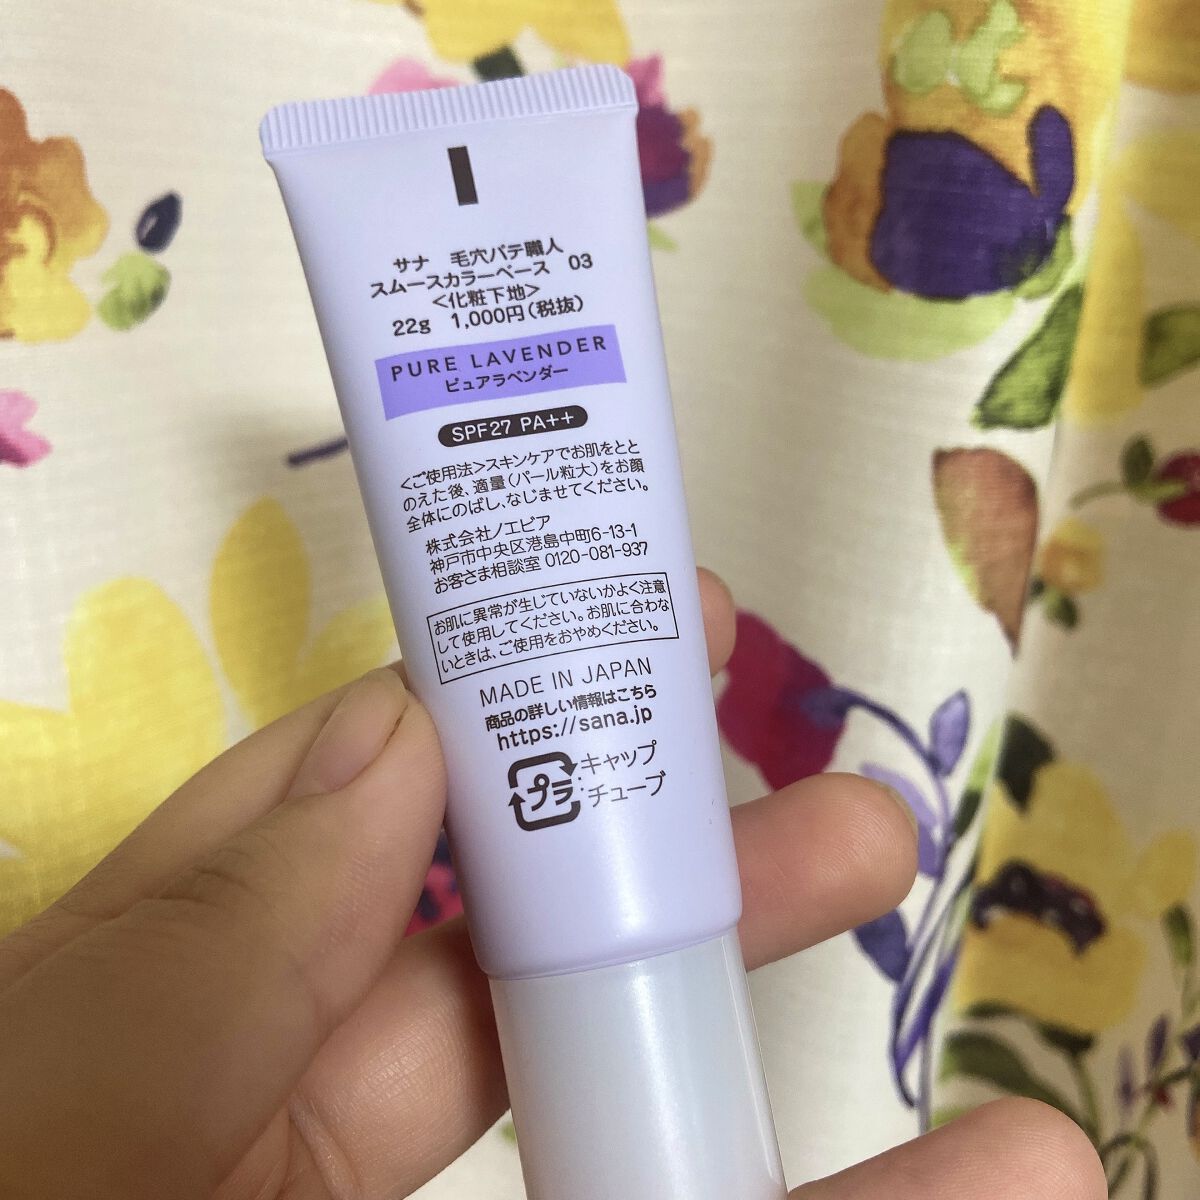 サナ 毛穴パテ職人
スムースカラーベース 03
<化粧下地>
22g 1,000円(税抜)
PURE LAVENDER
ピュアラベンダー
SPF27 PA++
<ご使用法>スキンケアでお肌をとと
のえた後、適量(パール粒大)をお顔
全体にのばし、なじませてください。
株式会社ノエビア
神戸市中央区港島中町6-13-1
お客さま相談室 0120-081-937
お肌に異常が生じていないかよく注意
して使用してください。お肌に合わな
いときは、ご使用をおやめください。
MADE IN JAPAN
商品の詳しい情報はこちら
https://sana.jp
プラ:キャップ
:チューブ